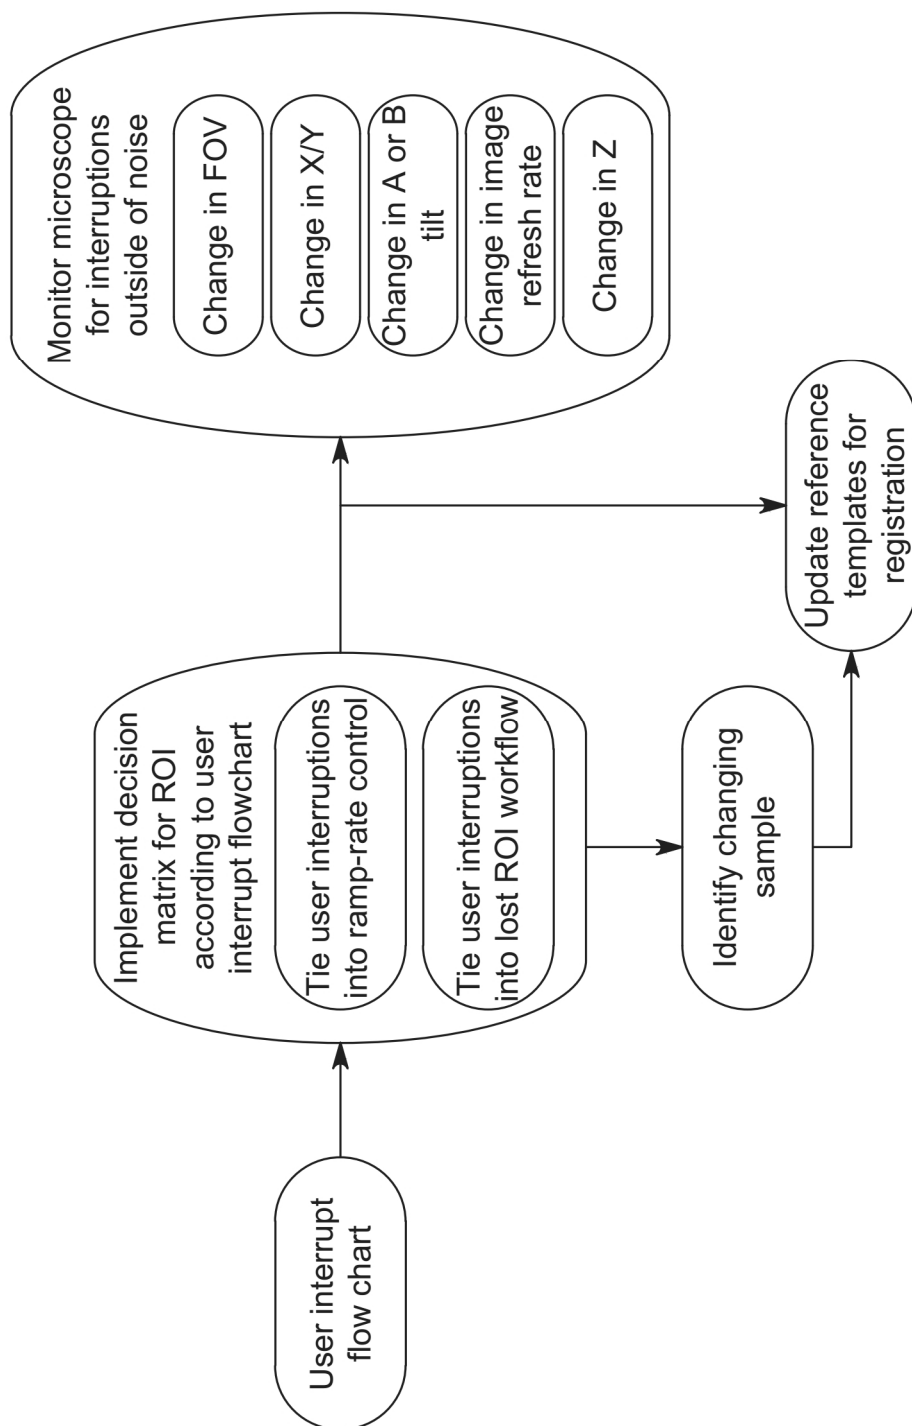 User interrupt
flow chart
Implement decision
matrix for ROI
according to user
interrupt flowchart
Tie user interruptions
into ramp-rate control
Tie user interruptions
into lost ROI workflow
Identify changing
sample
Monitor microscope
for interruptions
outside of noise
Change in FOV
Change in X/Y
Change in A or B
tilt
Change in image
refresh rate
Change in Z
Update reference
templates for
registration